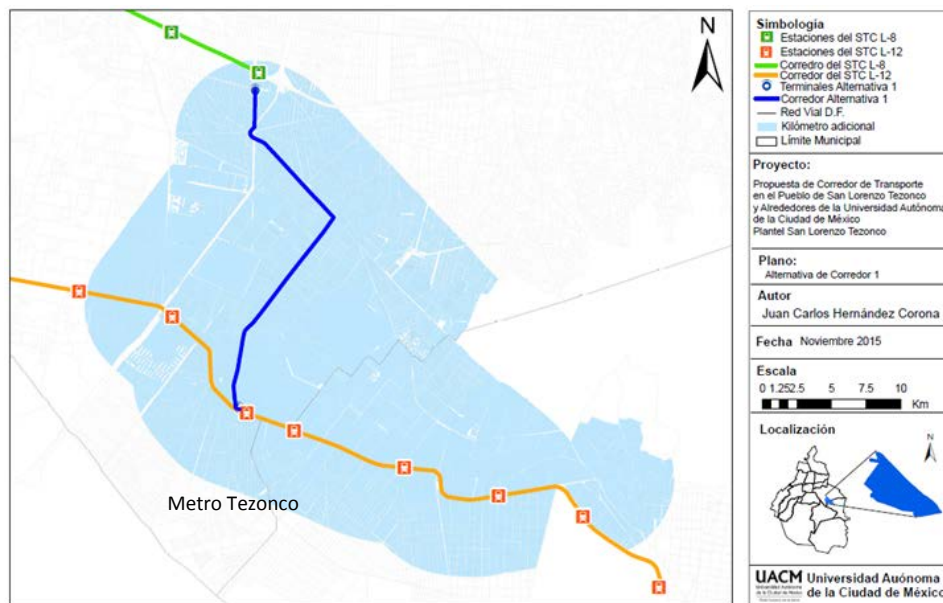 N
Metro Tezonco
Simbología
Estaciones del STC L-8
Estaciones del STC L-12
Corredro del STC L-8
Corredor del STC L-12
Terminales Alternativa 1
Corredor Alternativa 1
Red Vial D.F.
Kilómetro adicional
Límite Municipal
Proyecto:
Propuesta de Corredor de Transporte
en el Pueblo de San Lorenzo Tezonco
y Alrededores de la Universidad Autónoma
de la Ciudad de México
Plantel San Lorenzo Tezonco
Plano:
Alternativa de Corredor 1
Autor
Juan Carlos Hernández Corona
Fecha Noviembre 2015
Escala
0 1.252.5 5 7.5 10
Km
Localización
N
UACM Universidad Autónoma
de la Ciudad de México